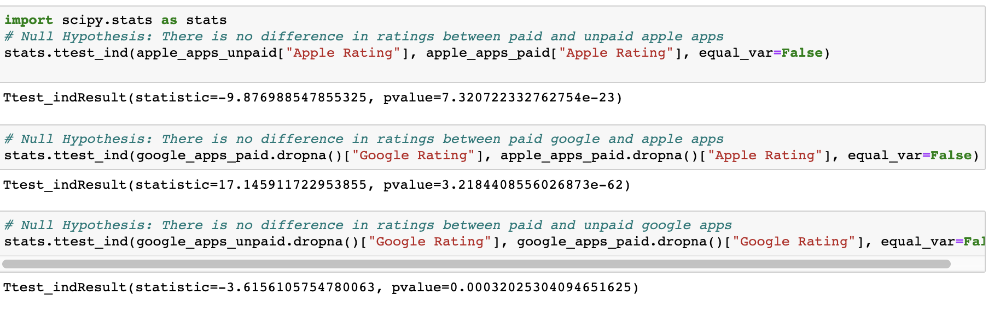 import scipy.stats as stats
# Null Hypothesis: There is no difference in ratings between paid and unpaid apple apps
stats.ttest_ind(apple_apps_unpaid["Apple Rating"], apple_apps_paid["Apple Rating"], equal_var=False)
Ttest_indResult(statistic=-9.876988547855325, pvalue=7.320722332762754e-23)
# Null Hypothesis: There is no difference in ratings between paid google and apple apps
stats.ttest_ind(google_apps_paid.dropna()["Google Rating"], apple_apps_paid.dropna()["Apple Rating"], equal_var=False)
Ttest_indResult(statistic=17.145911722953855, pvalue=3.2184408556026873e-62)
# Null Hypothesis: There is no difference in ratings between paid and unpaid google apps
stats.ttest_ind(google_apps_unpaid.dropna()["Google Rating"], google_apps_paid.dropna()["Google Rating"], equal_var=Fal
Ttest_indResult(statistic=-3.6156105754780063, pvalue=0.00032025304094651625)